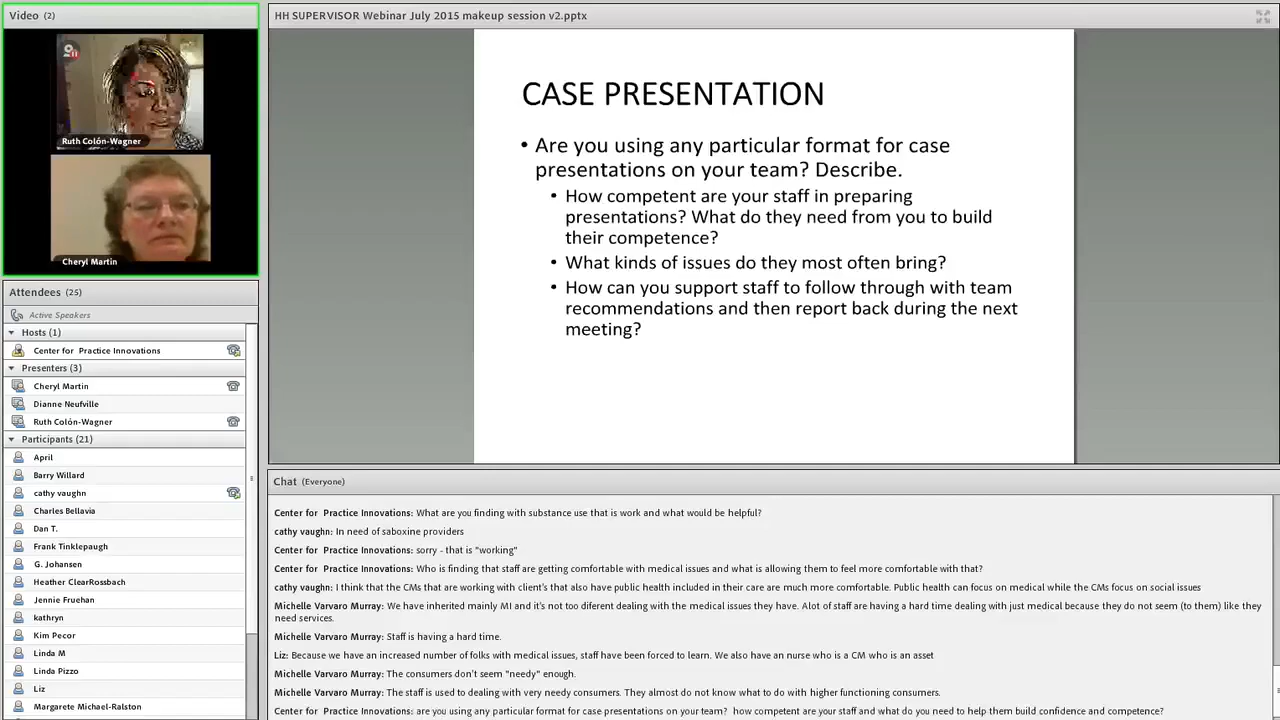 Video (2)
Ruth Colón-Wagner
Cheryl Martin
Attendees (25)
Active Speakers
Hosts (1)
Center for Practice Innovations
Presenters (3)
Cheryl Martin
Dianne Neufville
Ruth Colón-Wagner
Participants (21)
April
Barry Willard
cathy vaughn
Charles Bellavia
Dan T.
Frank Tinklepaugh
G. Johansen
Heather ClearRossbach
Jennie Fruehan
kathryn
Kim Pecor
Linda M
Linda Pizzo
Liz
Margarete Michael-Ralston
HH SUPERVISOR Webinar July 2015 makeup session v2.pptx
CASE PRESENTATION
• Are you using any particular format for case
presentations on your team? Describe.
• How competent are your staff in preparing
presentations? What do they need from you to build
their competence?
• What kinds of issues do they most often bring?
• How can you support staff to follow through with team
recommendations and then report back during the next
meeting?
Chat (Everyone)
Center for Practice Innovations: What are you finding with substance use that is work and what would be helpful?
cathy vaughn: In need of saboxine providers
Center for Practice Innovations: sorry - that is "working"
Center for Practice Innovations: Who is finding that staff are getting comfortable with medical issues and what is allowing them to feel more comfortable with that?
cathy vaughn: I think that the CMs that are working with client's that also have public health included in their care are much more comfortable. Public health can focus on medical while the CMs focus on social issues
Michelle Varvaro Murray: We have inherited mainly MI and it's not too diferent dealing with the medical issues they have. Alot of staff are having a hard time dealing with just medical because they do not seem (to them) like they
need services.
Michelle Varvaro Murray: Staff is having a hard time.
Liz: Because we have an increased number of folks with medical issues, staff have been forced to learn. We also have an nurse who is a CM who is an asset
Michelle Varvaro Murray: The consumers don't seem "needy" enough.
Michelle Varvaro Murray: The staff is used to dealing with very needy consumers. They almost do not know what to do with higher functioning consumers.
Center for Practice Innovations: are you using any particular format for case presentations on your team? how competent are your staff and what do you need to help them build confidence and competence?